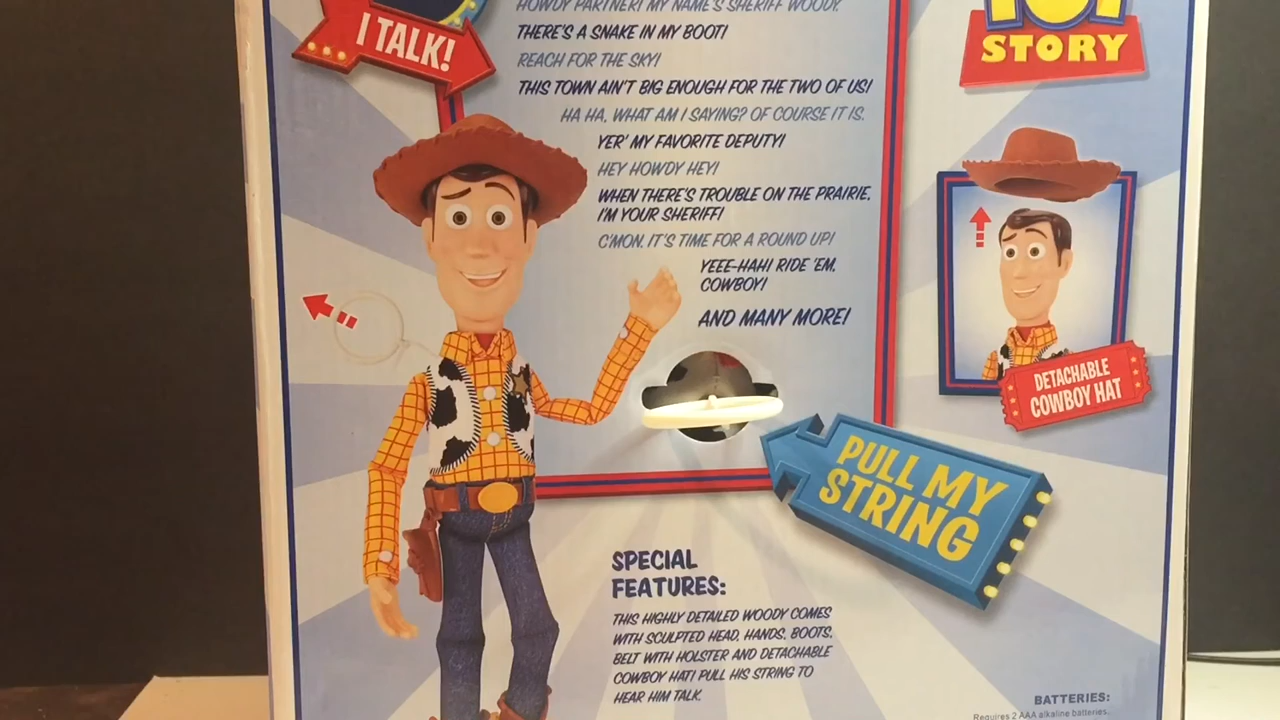 HOWDY PARTNER! MY NAME'S SHERIFF WOODY.
I TALK!
THERE'S A SNAKE IN MY BOOT!
REACH FOR THE SKY!
THIS TOWN AIN'T BIG ENOUGH FOR THE TWO OF US!
HA HA, WHAT AM I SAYING? OF COURSE IT IS.
YER' MY FAVORITE DEPUTY!
HEY HOWDY HEY!
WHEN THERE'S TROUBLE ON THE PRAIRIE,
I'M YOUR SHERIFF!
C'MON, IT'S TIME FOR A ROUND UP!
YEEE-HAH! RIDE 'EM,
COWBOY!
AND MANY MORE!
TOY
STORY
DETACHABLE
COWBOY HAT
PULL MY
STRING
SPECIAL
FEATURES:
THIS HIGHLY DETAILED WOODY COMES
WITH SCULPTED HEAD, HANDS, BOOTS,
BELT WITH HOLSTER AND DETACHABLE
COWBOY HAT! PULL HIS STRING TO
HEAR HIM TALK.
BATTERIES:
Requires 2 AAA alkaline batteries.